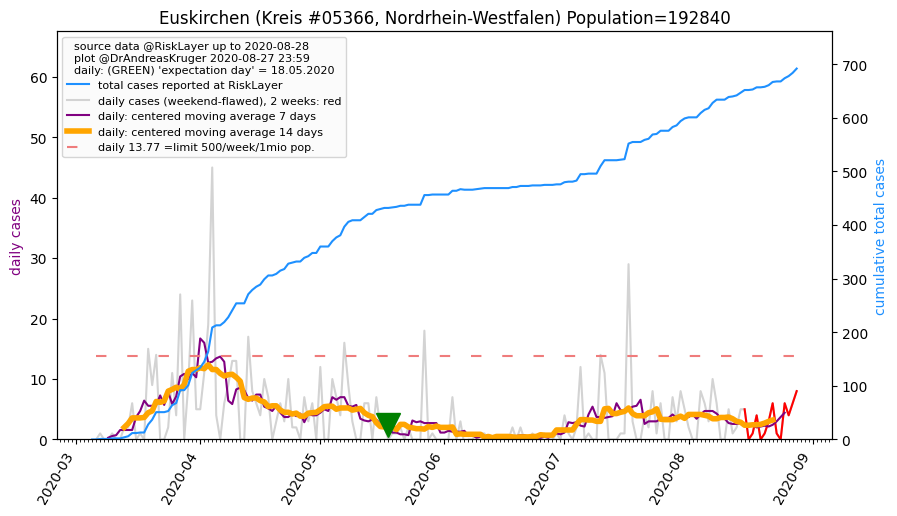 Euskirchen (Kreis #05366, Nordrhein-Westfalen) Population=192840
source data @RiskLayer up to 2020-08-28
plot @DrAndreasKruger 2020-08-27 23:59
daily: (GREEN) 'expectation day' = 18.05.2020
total cases reported at RiskLayer
daily cases (weekend-flawed), 2 weeks: red
daily: centered moving average 7 days
daily: centered moving average 14 days
daily 13.77 =limit 500/week/1mio pop.
daily cases
60
50
40
30
20
10
0
700
600
500
400
300
200
100
0
cumulative total cases
2020-03
2020-04
2020-05
2020-06
2020-07
2020-08
2020-09